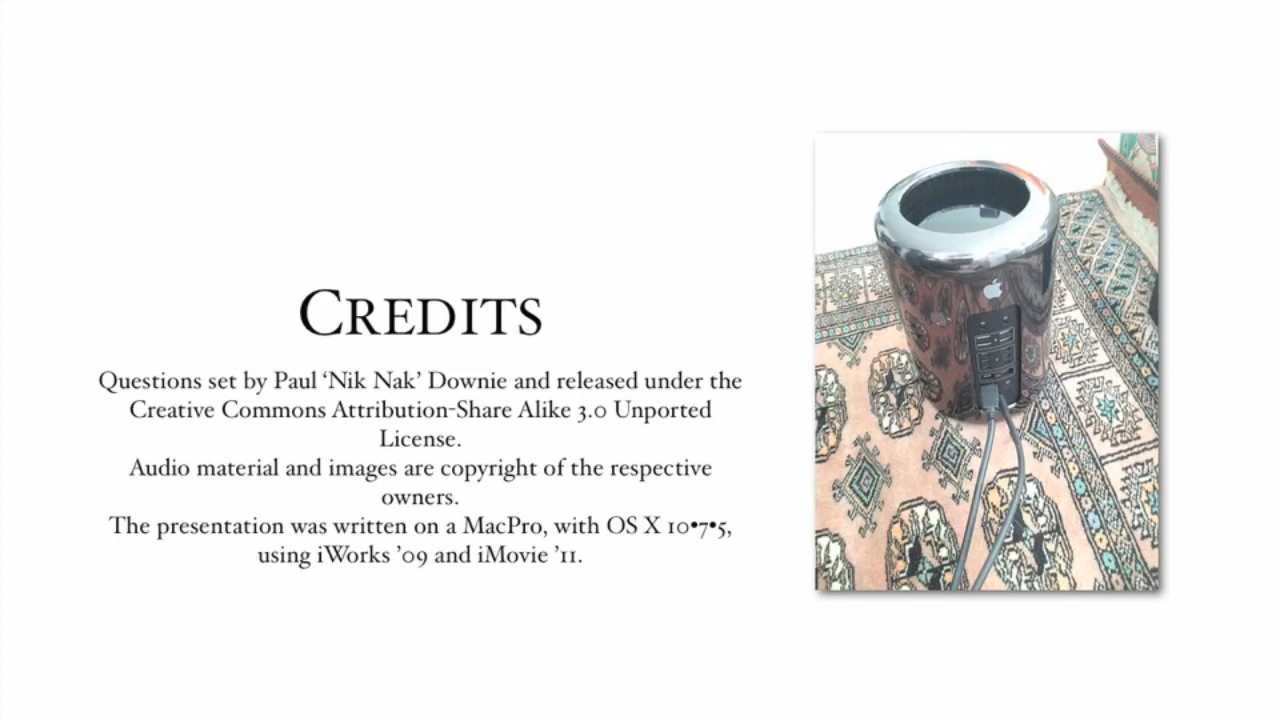 CREDITS
Questions set by Paul ‘Nik Nak’ Downie and released under the
Creative Commons Attribution-Share Alike 3.0 Unported
License.
Audio material and images are copyright of the respective
owners.
The presentation was written on a MacPro, with OS X 10•7•5,
using iWorks ’09 and iMovie ’11.